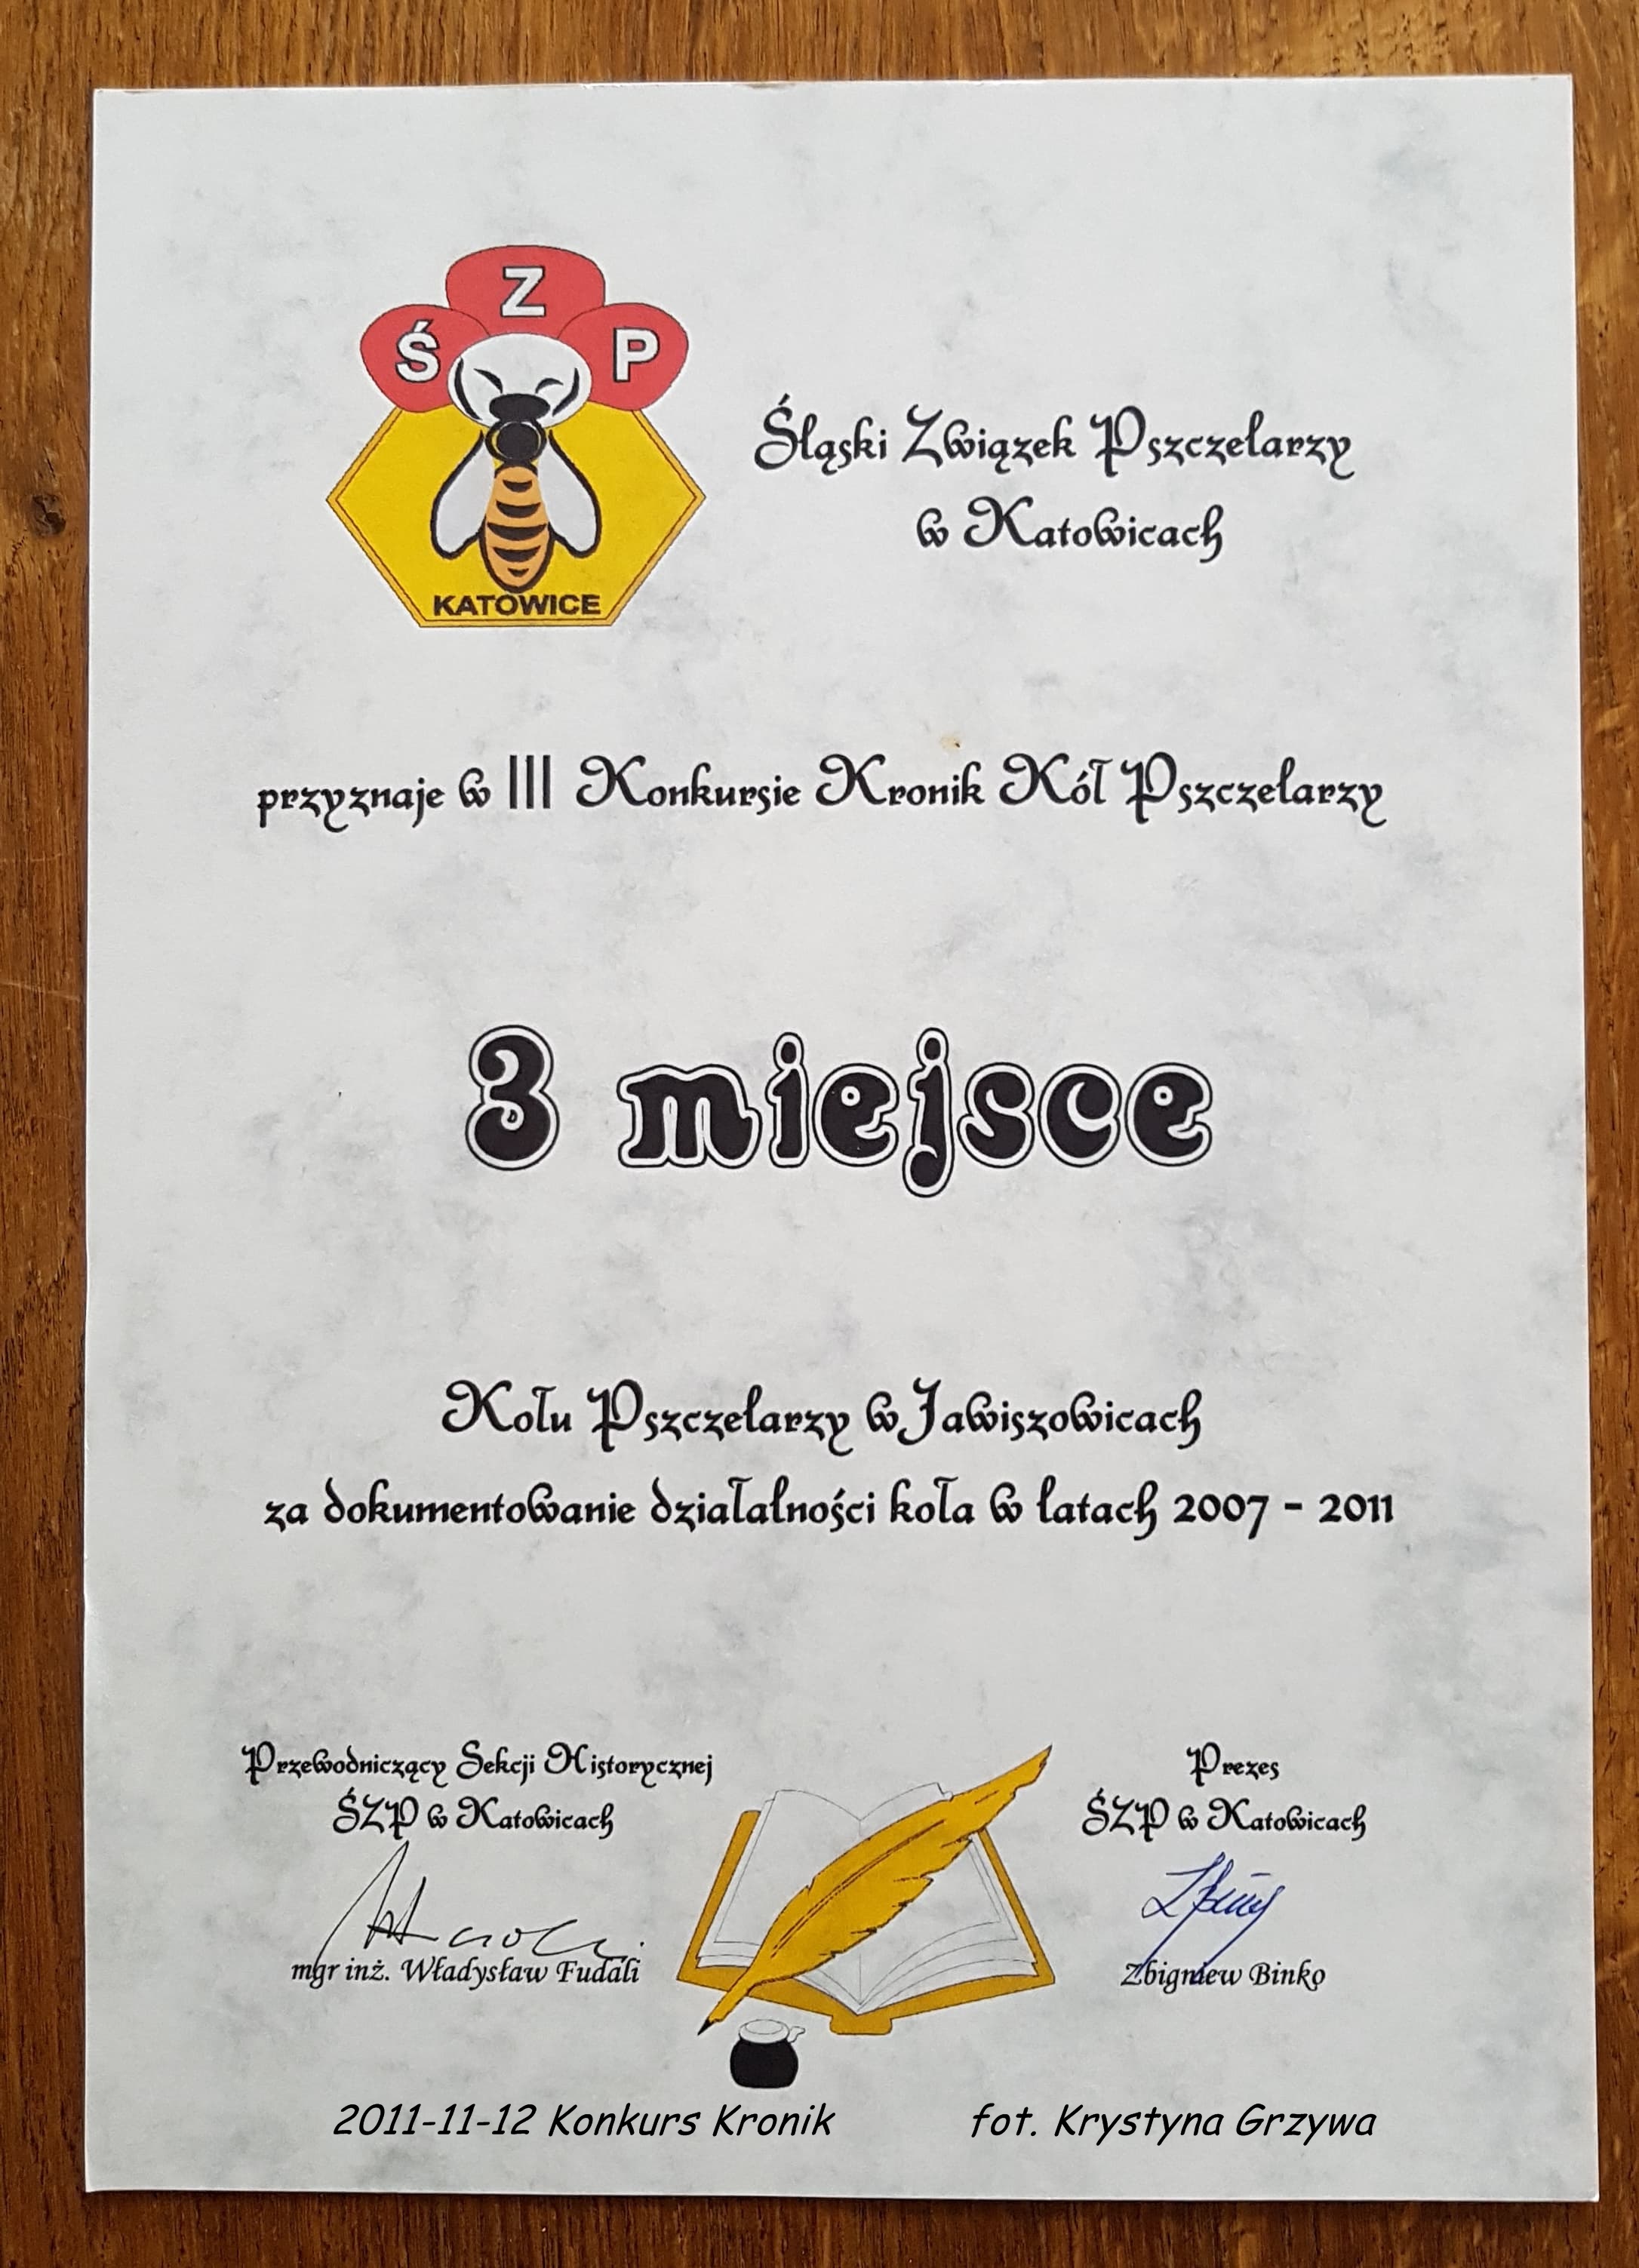 Ś Z P
KATOWICE
Śląski Związek Pszczelarzy
w Katowicach
przyznaje w III Konkursie Kronik Kół Pszczelarzy
3 miejsce
Kołu Pszczelarzy w Jawiszowicach
za dokumentowanie działalności koła w latach 2007 - 2011
Przewodniczący Sekcji Historycznej
ŚZP w Katowicach
mgr inż. Władysław Fudali
Prezes
ŚZP w Katowicach
Zbigniew Binko
2011-11-12 Konkurs Kronik fot. Krystyna Grzywa